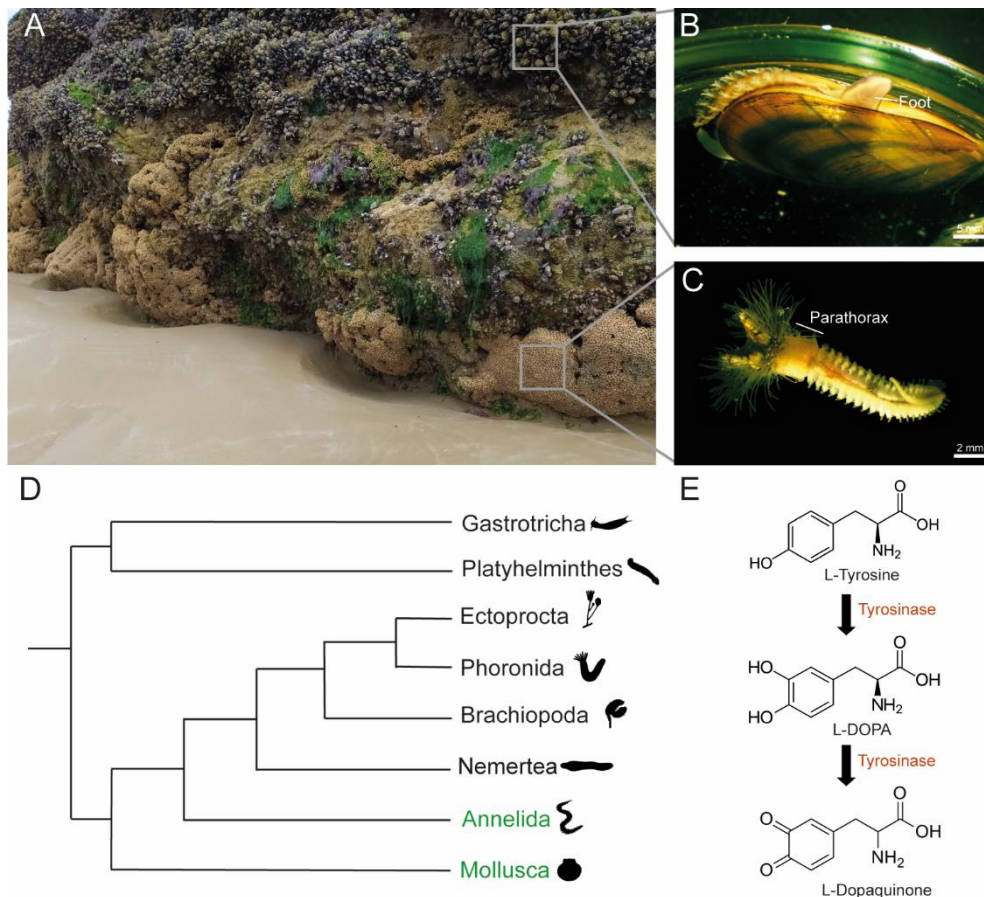 A
B
Foot
5 mm
C
Parathorax
2 mm
D
Gastrotricha
Platyhelminthes
Ectoprocta
Phoronida
Brachiopoda
Nemertea
Annelida
Mollusca
E
O
OH
NH2
HO
L-Tyrosine
Tyrosinase
O
HO
OH
NH2
HO
L-DOPA
Tyrosinase
O
O
OH
NH2
O
L-Dopaquinone